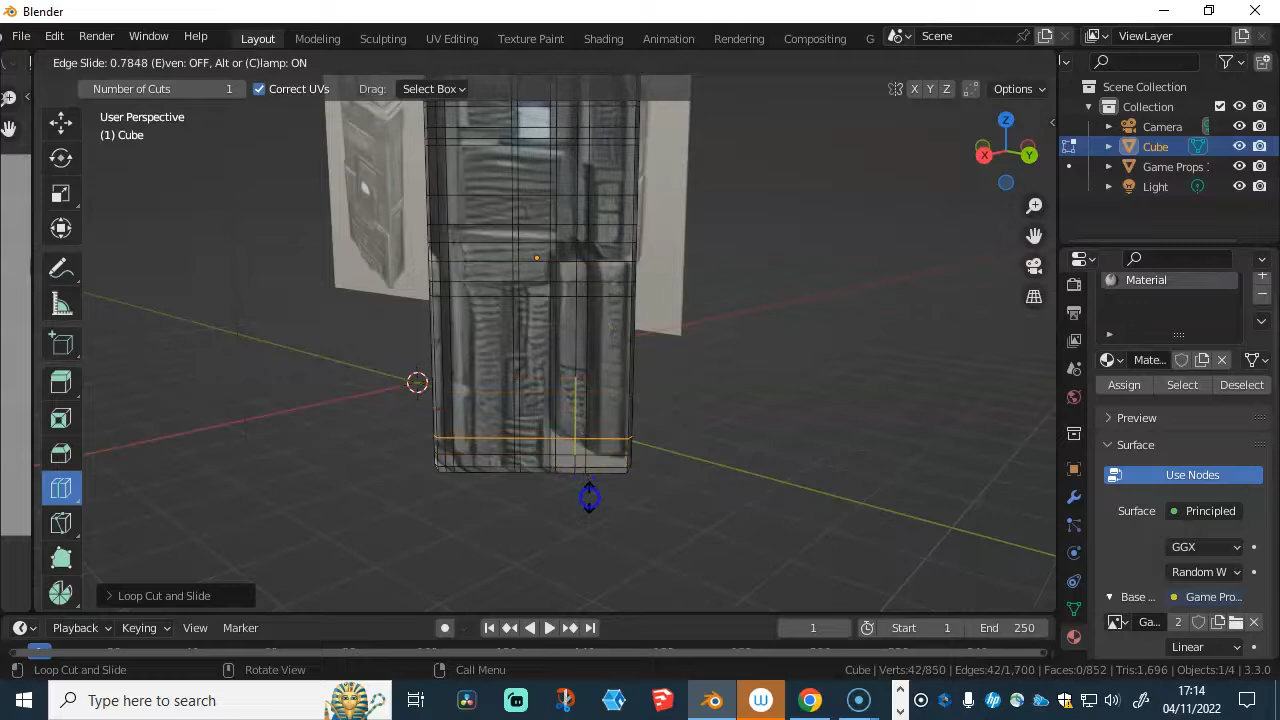 Blender
File Edit Render Window Help Layout Modeling Sculpting UV Editing Texture Paint Shading Animation Rendering Compositing G Scene ViewLayer
Edge Slide: 0.7848 (E)ven: OFF, Alt or (C)lamp: ON
Number of Cuts 1 Correct UVs Drag: Select Box X Y Z Options
User Perspective
(1) Cube
Z
X
Y
Scene Collection
Collection
Camera
Cube
Game Props
Light
Material
Mate...
Assign Select Deselect
Preview
Surface
Use Nodes
Surface Principled
GGX
Random W
Base ... Game Pro...
Ga... 2
Linear
Loop Cut and Slide
Playback Keying View Marker 1 Start 1 End 250
Loop Cut and Slide Rotate View Call Menu Cube | Verts:42/850 | Edges:42/1,700 | Faces:0/852 | Tris:1,696 | Objects:1/4 | 3.3.0
Type here to search
17:14
04/11/2022